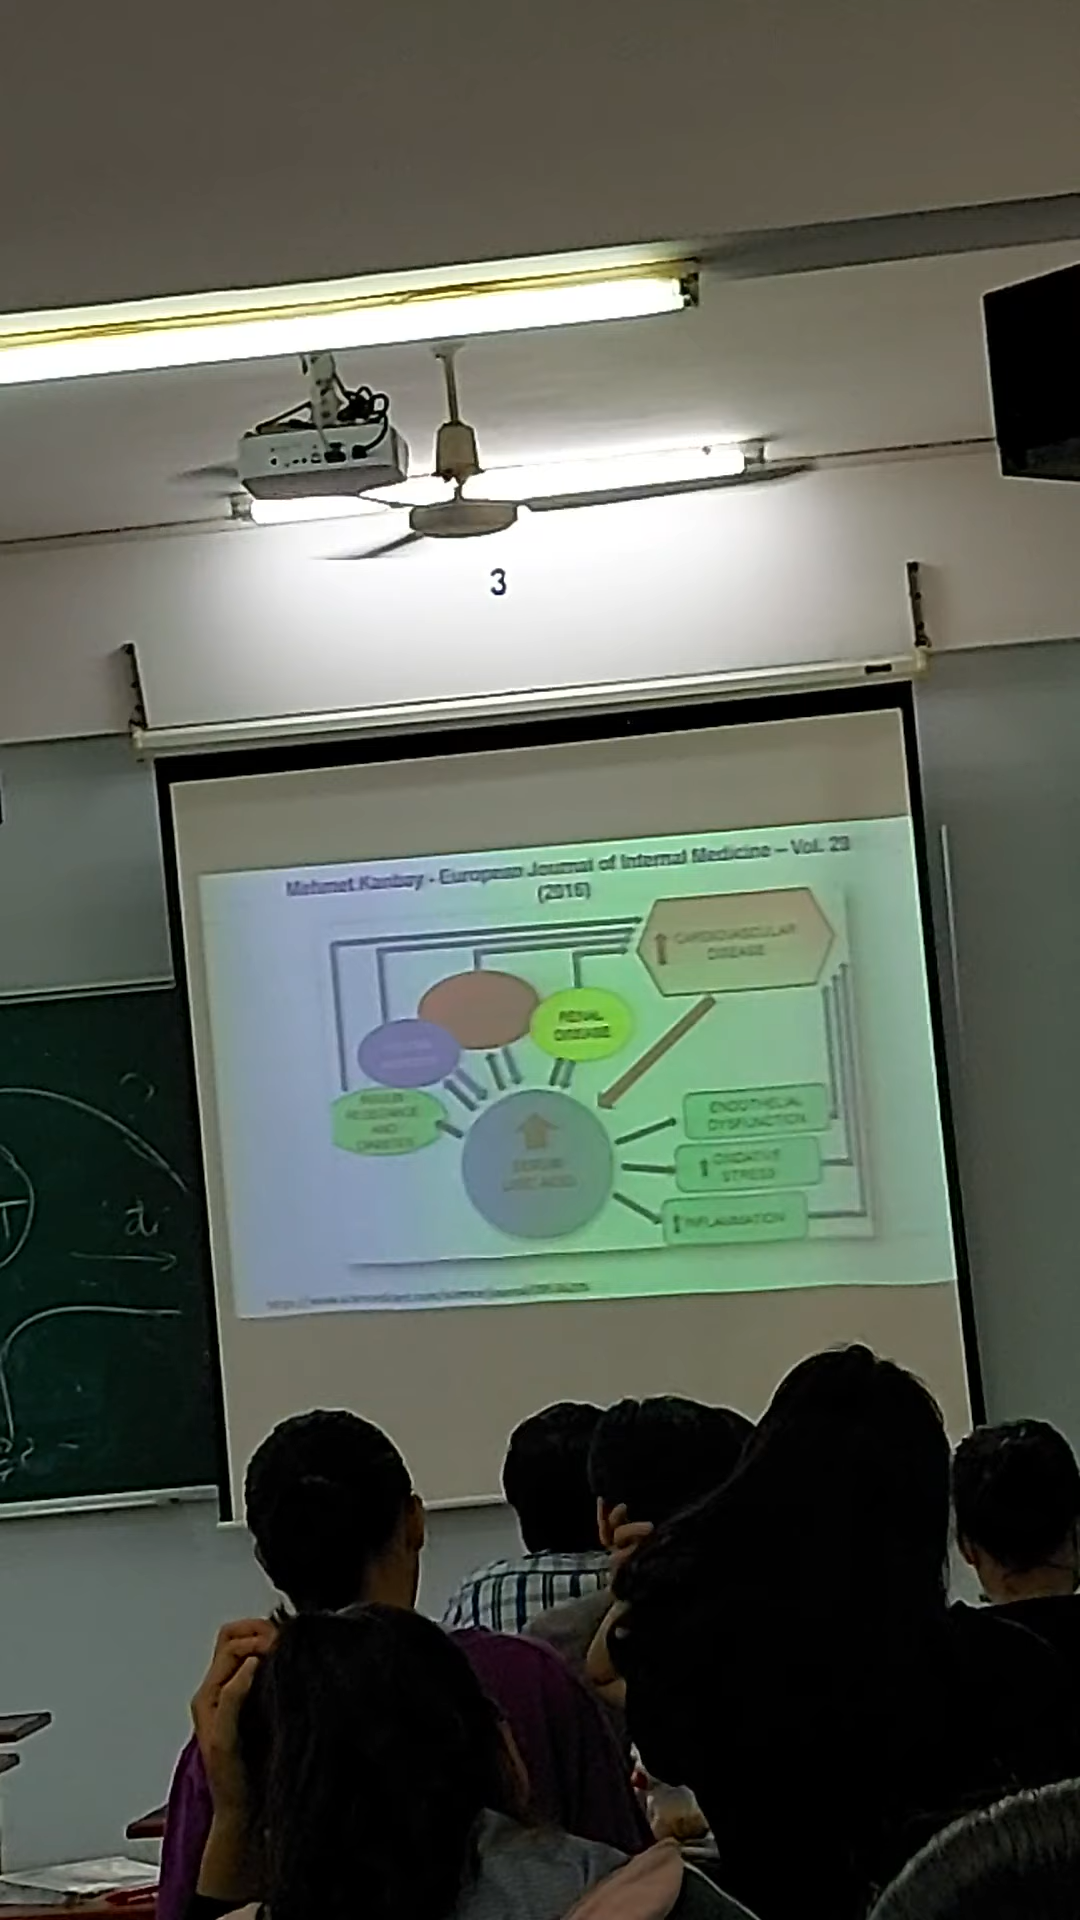 3
Mehmet Kanbay - European Journal of Internal Medicine – Vol. 29
(2016)
CARDIOVASCULAR
DISEASE
RENAL
DISEASE
INSULIN
RESISTANCE
AND
DIABETES
SERUM
URIC ACID
ENDOTHELIAL
DYSFUNCTION
OXIDATIVE
STRESS
INFLAMMATION